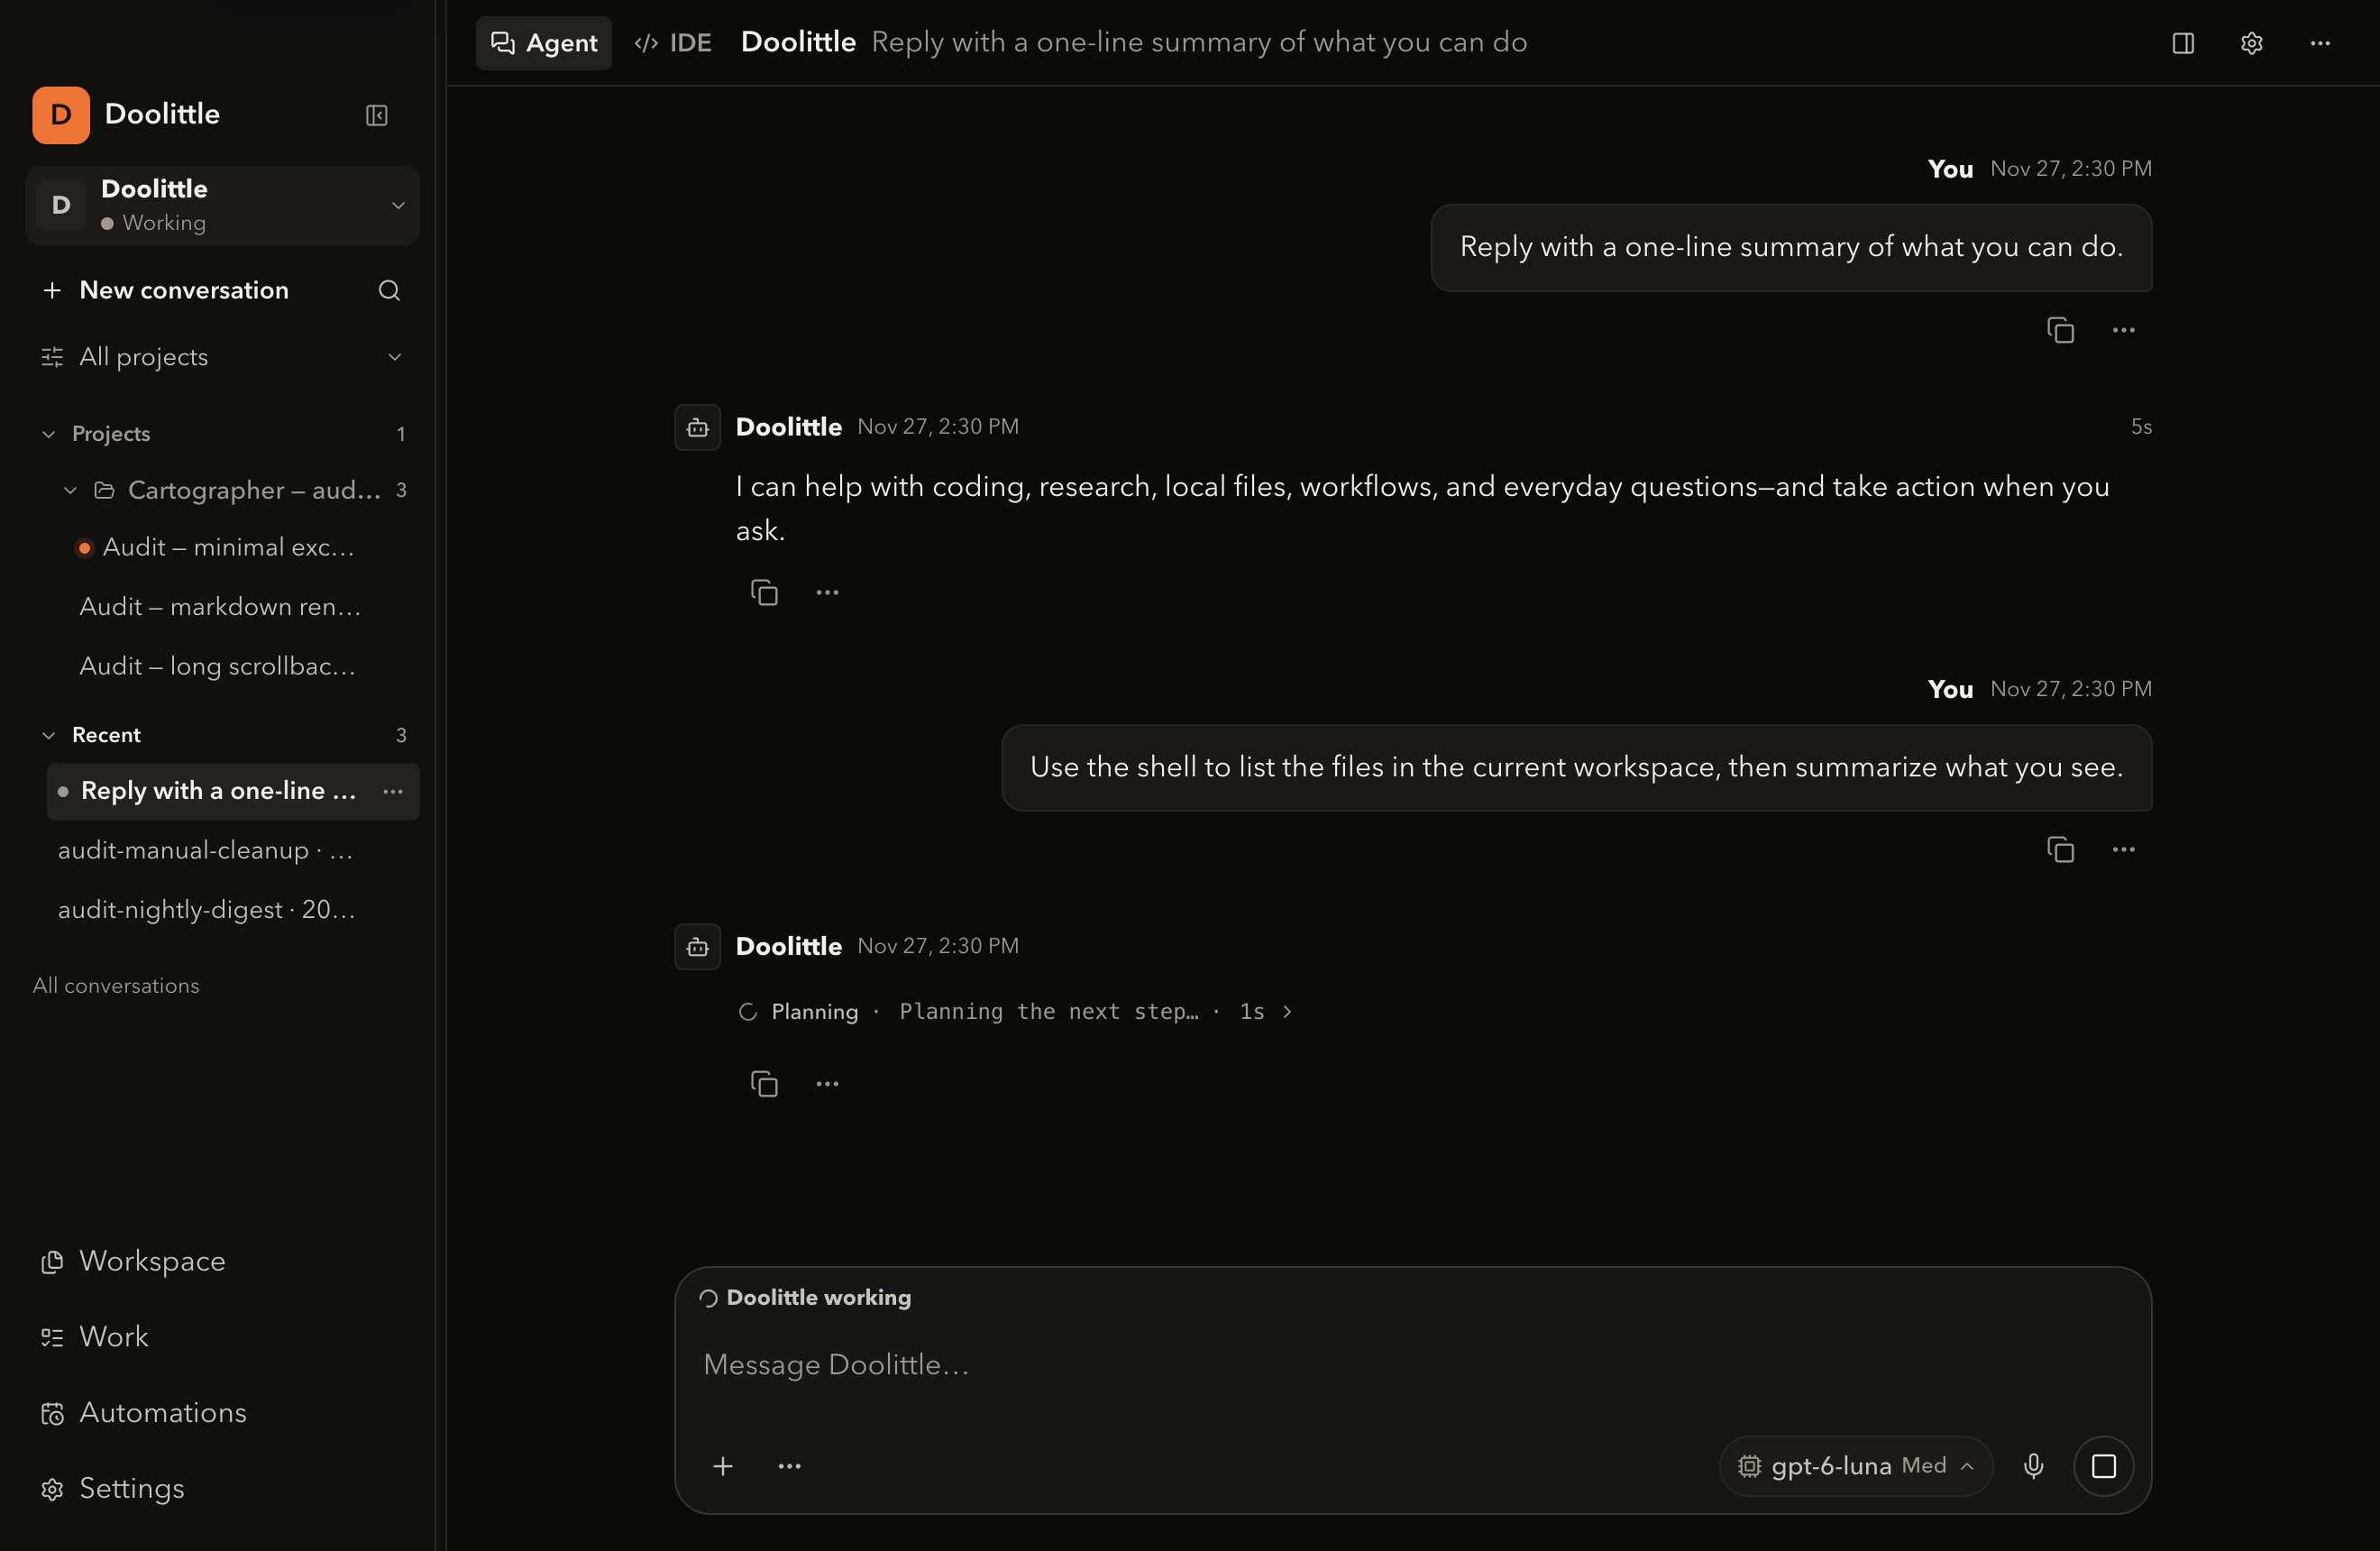 Agent
IDE
Doolittle Reply with a one-line summary of what you can do
D Doolittle
D Doolittle
Working
New conversation
All projects
Projects 1
Cartographer – aud... 3
Audit – minimal exc...
Audit – markdown ren...
Audit – long scrollbac...
Recent 3
Reply with a one-line ...
audit-manual-cleanup · ...
audit-nightly-digest · 20...
All conversations
Workspace
Work
Automations
Settings
You Nov 27, 2:30 PM
Reply with a one-line summary of what you can do.
Doolittle Nov 27, 2:30 PM 5s
I can help with coding, research, local files, workflows, and everyday questions—and take action when you
ask.
You Nov 27, 2:30 PM
Use the shell to list the files in the current workspace, then summarize what you see.
Doolittle Nov 27, 2:30 PM
Planning · Planning the next step… · 1s
Doolittle working
Message Doolittle...
gpt-6-luna Med